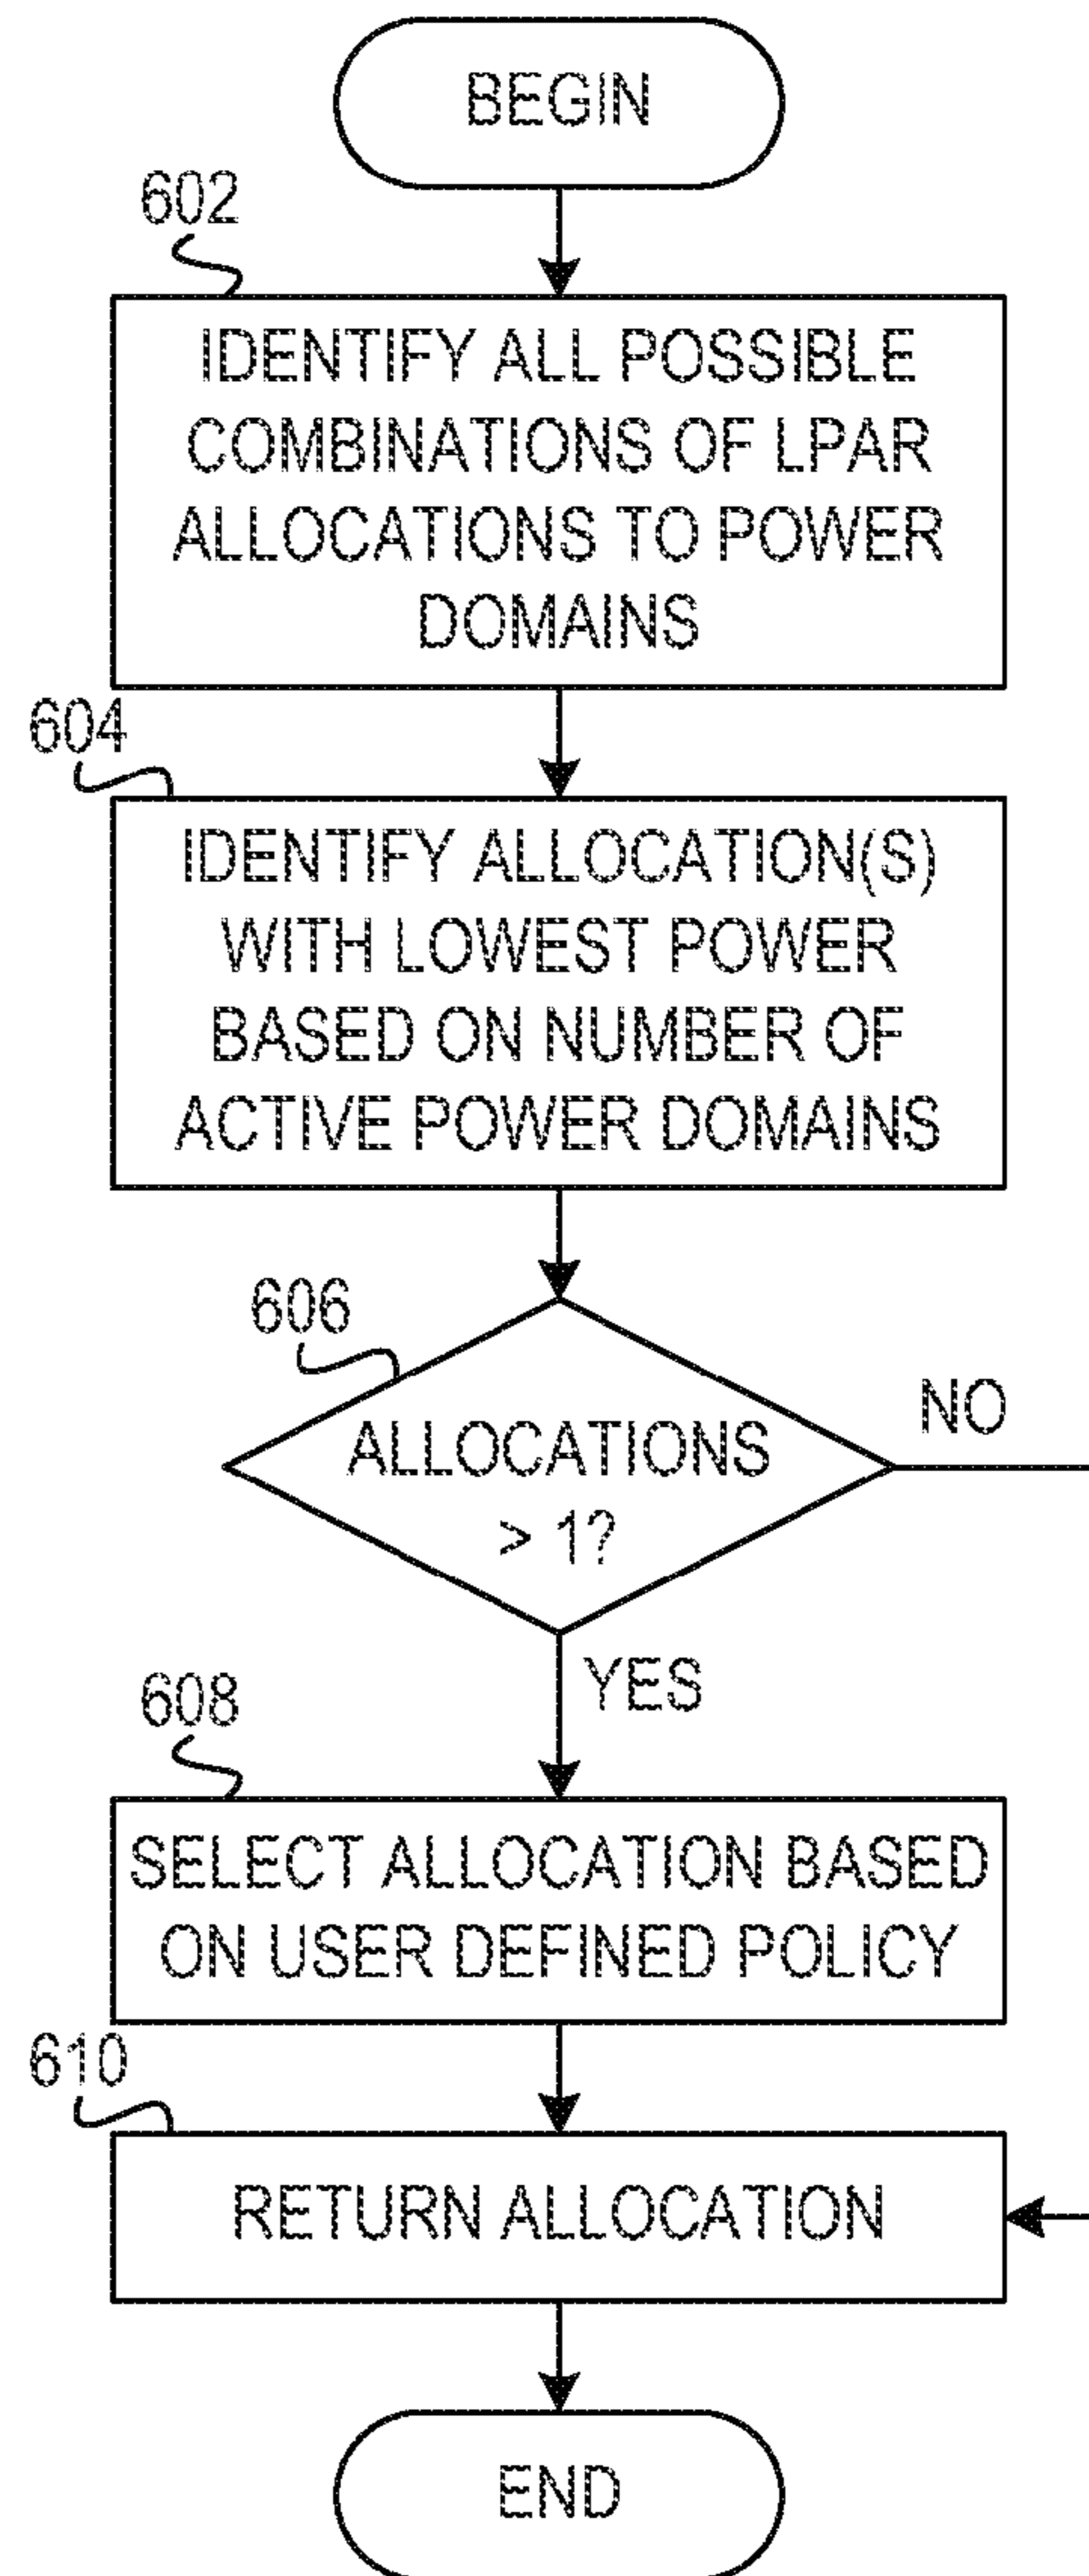 BEGIN
602
IDENTIFY ALL POSSIBLE
COMBINATIONS OF LPAR
ALLOCATIONS TO POWER
DOMAINS
604
IDENTIFY ALLOCATION(S)
WITH LOWEST POWER
BASED ON NUMBER OF
ACTIVE POWER DOMAINS
606
ALLOCATIONS
> 1?
NO
YES
608
SELECT ALLOCATION BASED
ON USER DEFINED POLICY
610
RETURN ALLOCATION
END